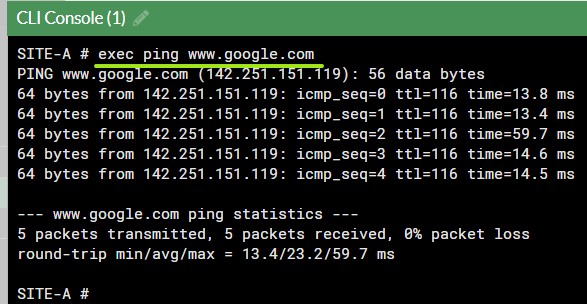 CLI Console (1)
SITE-A # exec ping www.google.com
PING www.google.com (142.251.151.119): 56 data bytes
64 bytes from 142.251.151.119: icmp_seq=0 ttl=116 time=13.8 ms
64 bytes from 142.251.151.119: icmp_seq=1 ttl=116 time=13.4 ms
64 bytes from 142.251.151.119: icmp_seq=2 ttl=116 time=59.7 ms
64 bytes from 142.251.151.119: icmp_seq=3 ttl=116 time=14.6 ms
64 bytes from 142.251.151.119: icmp_seq=4 ttl=116 time=14.5 ms
--- www.google.com ping statistics ---
5 packets transmitted, 5 packets received, 0% packet loss
round-trip min/avg/max = 13.4/23.2/59.7 ms
SITE-A #